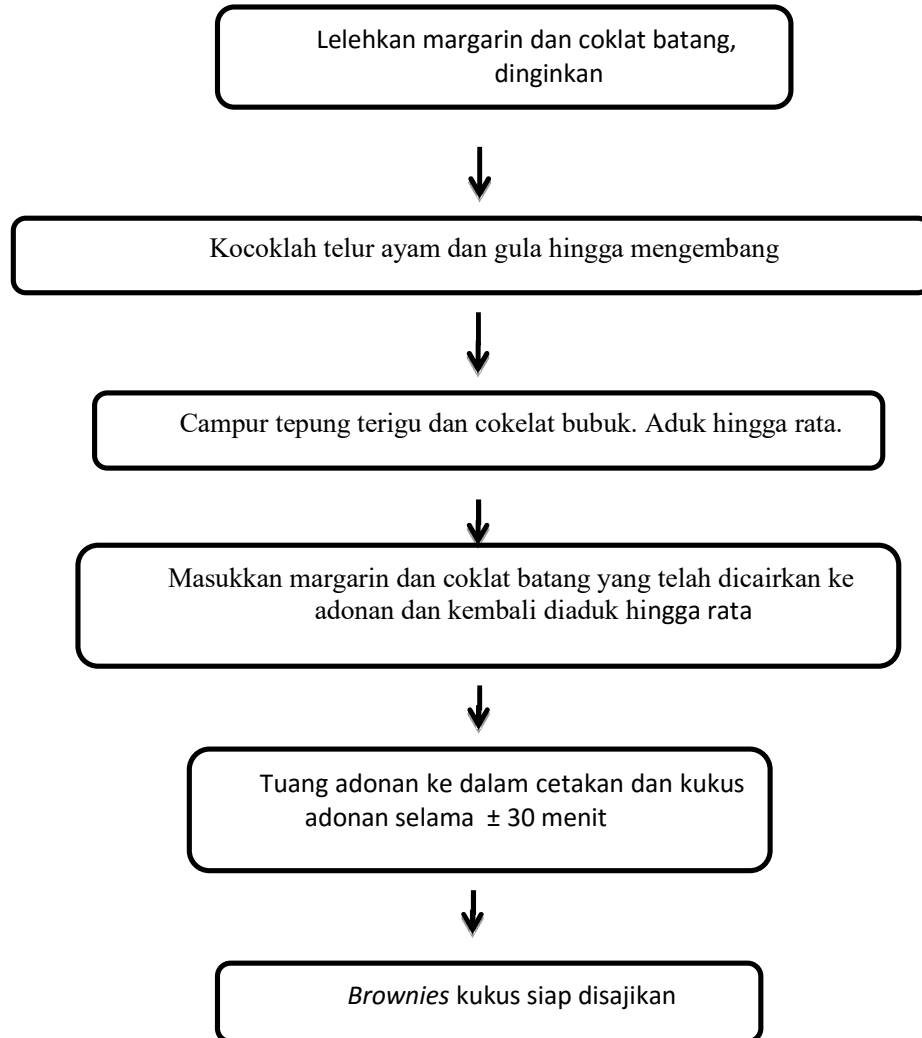 Lelehkan margarin dan coklat batang,
dinginkan
Kocoklah telur ayam dan gula hingga mengembang
Campur tepung terigu dan cokelat bubuk. Aduk hingga rata.
Masukkan margarin dan coklat batang yang telah dicairkan ke
adonan dan kembali diaduk hingga rata
Tuang adonan ke dalam cetakan dan kukus
adonan selama ± 30 menit
Brownies kukus siap disajikan